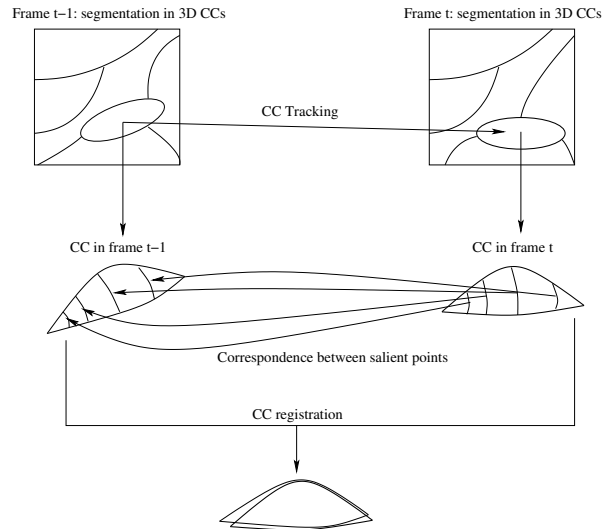 Frame t−1: segmentation in 3D CCs
Frame t: segmentation in 3D CCs
CC Tracking
CC in frame t−1
CC in frame t
Correspondence between salient points
CC registration